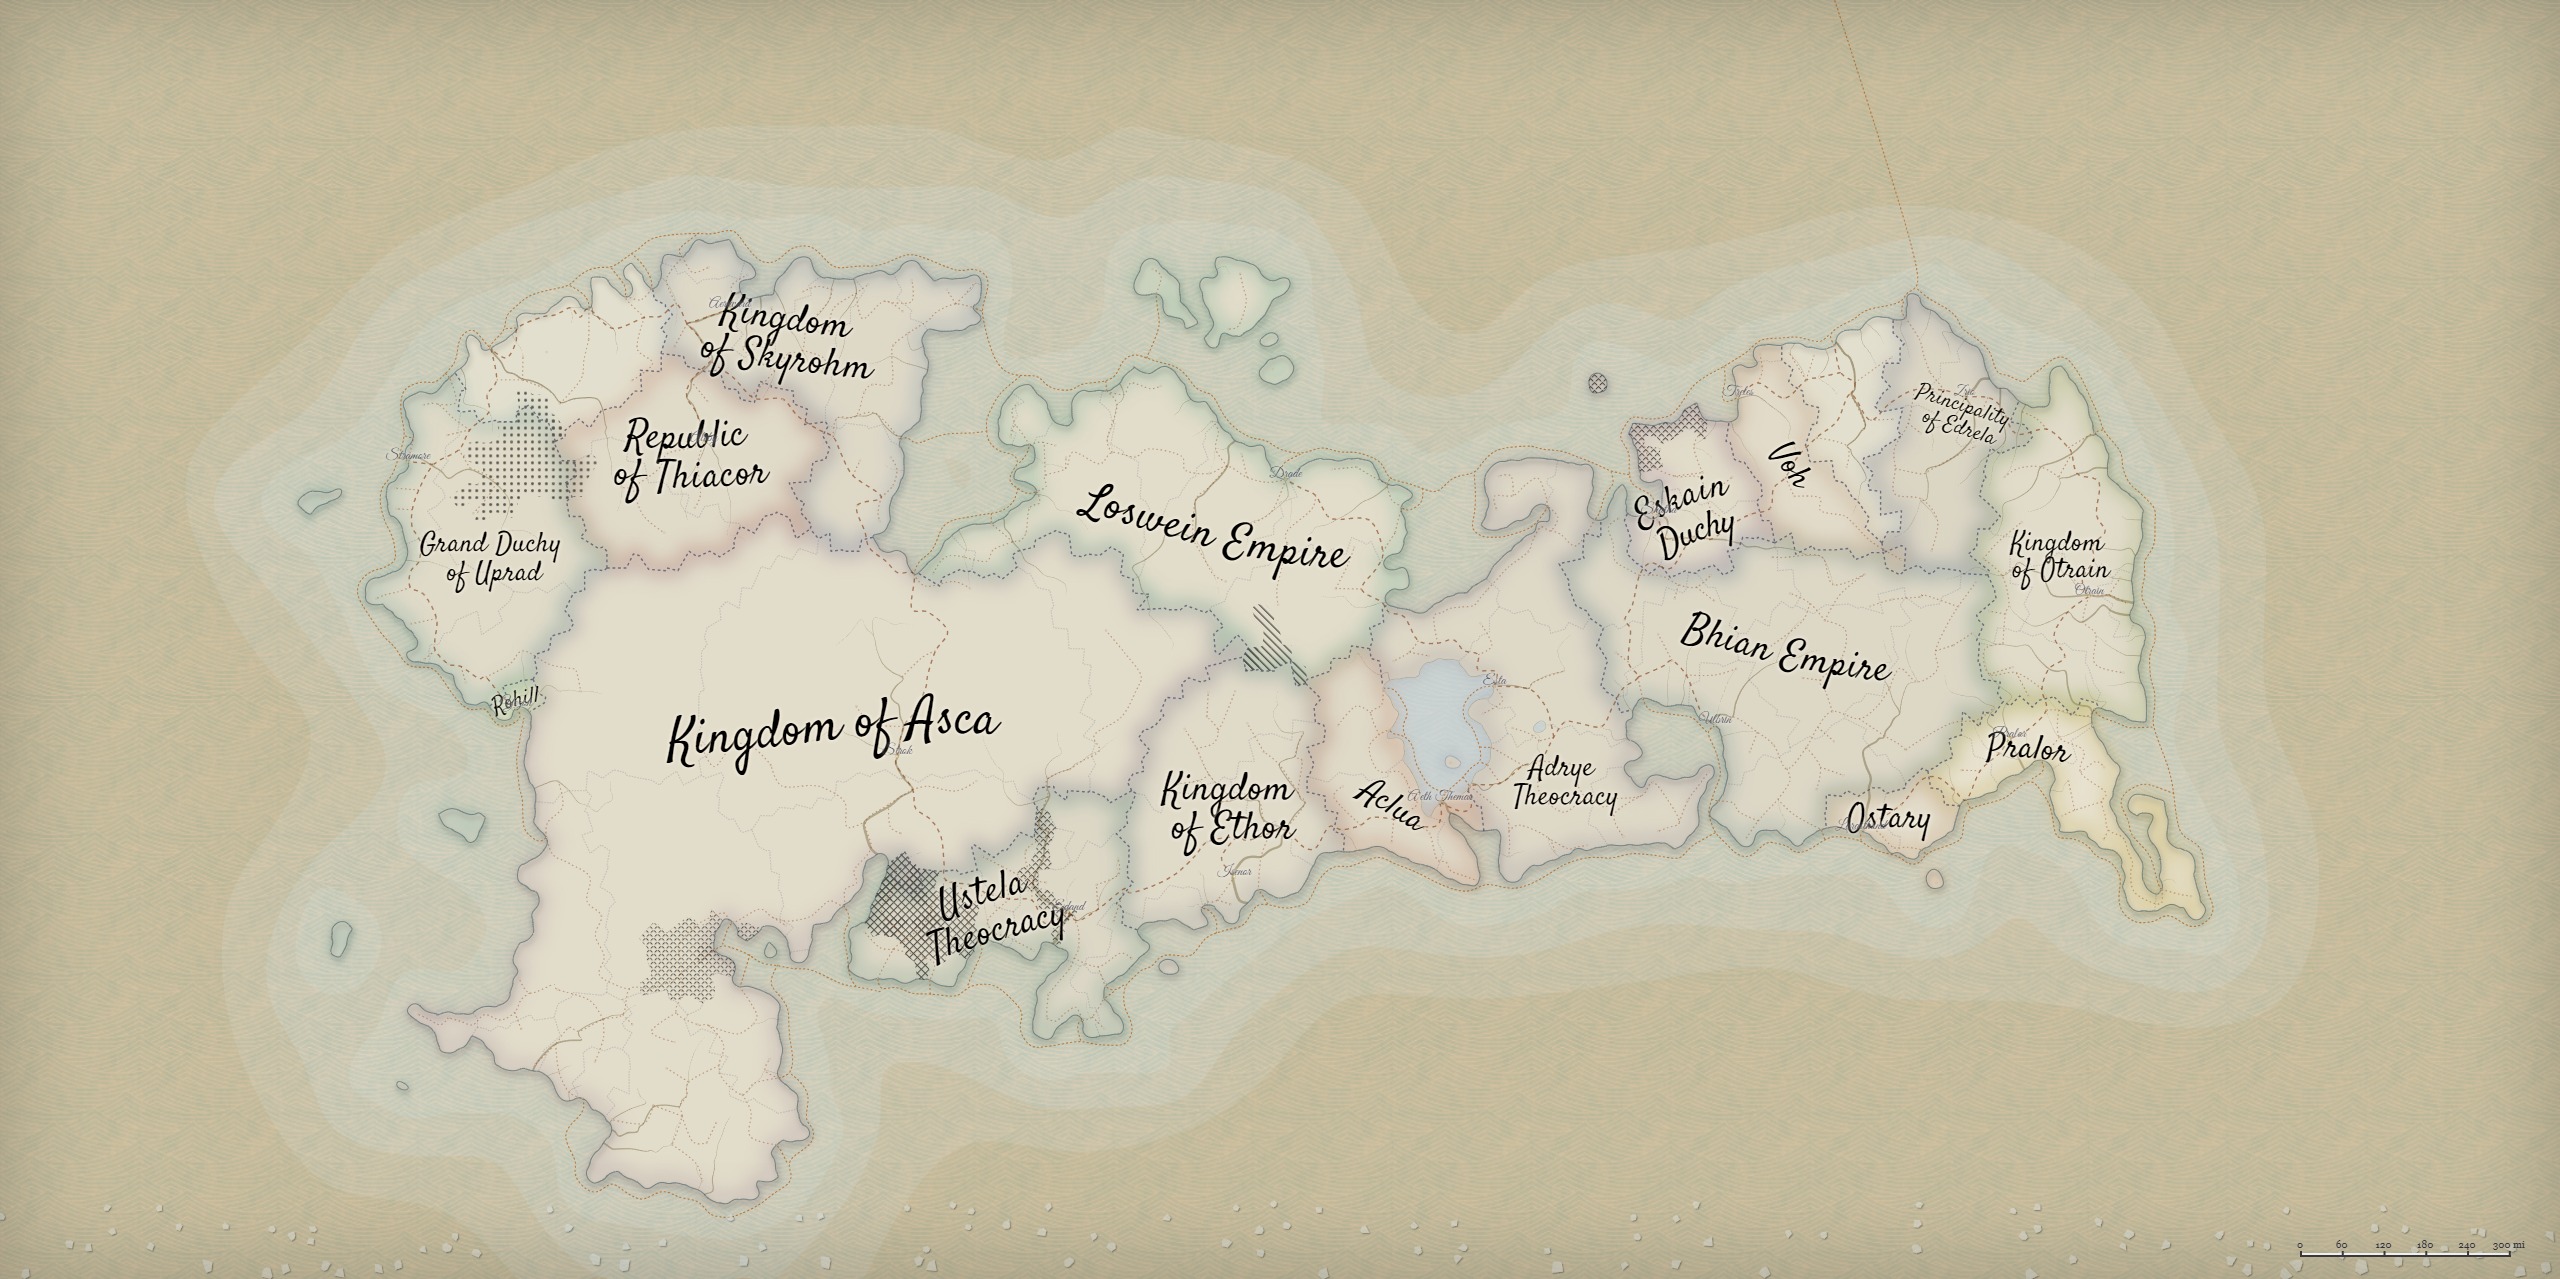 Kingdom
of Skyrohm
Republic
of Thiacor
Stramore
Grand Duchy
of Uprad
Rohill
Loswein Empire
Drade
Kingdom of Asca
Strok
Ustela
Theocracy
Kingdom
of Ethor
Aclua
Aeth Themar
Esta
Adrye
Theocracy
Eskain
Duchy
Voh
Principality
of Edrela
Kingdom
of Otrain
Otrain
Bhian Empire
Ulbrin
Pralor
Ostary
0 60 120 180 240 300 mi